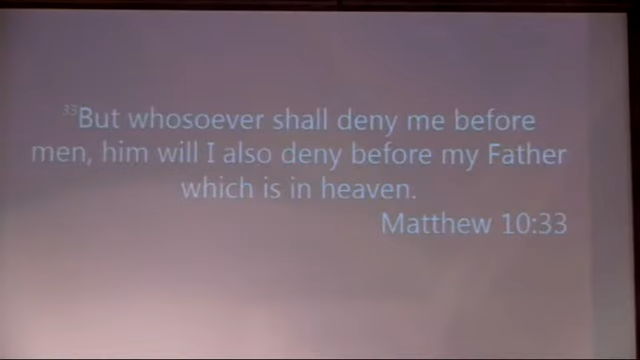 33But whosoever shall deny me before
men, him will I also deny before my Father
which is in heaven.
Matthew 10:33